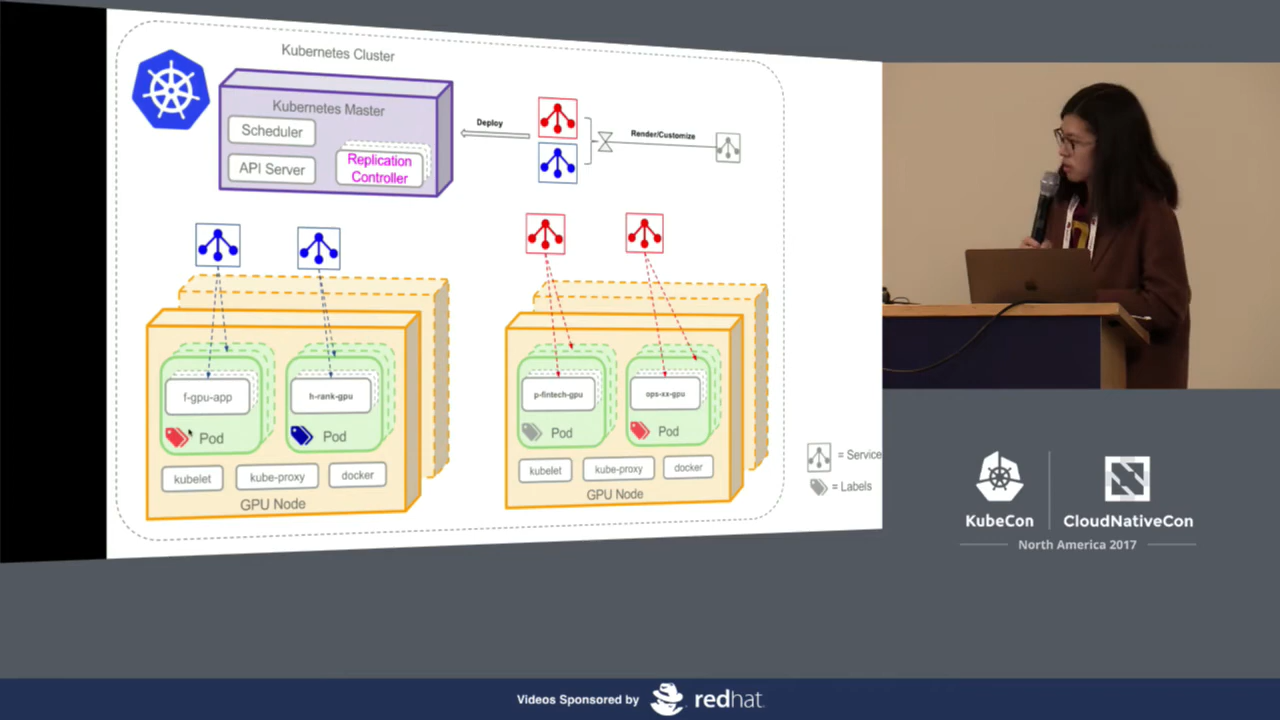 Kubernetes Cluster
Kubernetes Master
Scheduler
API Server
Replication
Controller
Deploy
Render/Customize
f-gpu-app
Pod
h-rank-gpu
Pod
kubelet
kube-proxy
docker
GPU Node
p-fintech-gpu
Pod
ops-xx-gpu
Pod
kubelet
kube-proxy
docker
GPU Node
= Service
= Labels
KubeCon
CloudNativeCon
North America 2017
Videos Sponsored by
redhat